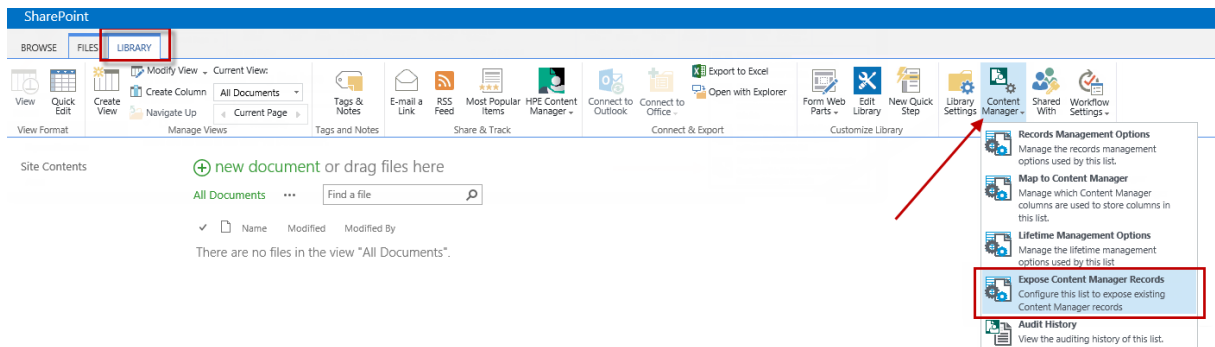 SharePoint
BROWSE FILES LIBRARY
View
Quick Edit
Create View
Modify View
Create Column
Navigate Up
Current View:
All Documents
Current Page
Tags & Notes
E-mail a Link
RSS Feed
Most Popular Items
HPE Content Manager
Connect to Outlook
Connect to Office
Export to Excel
Open with Explorer
Form Web Parts
Edit Library
New Quick Step
Library Settings
Content Manager
Shared With
Workflow Settings
View Format
Manage Views
Tags and Notes
Share & Track
Connect & Export
Customize Library
Site Contents
new document or drag files here
All Documents ••• Find a file
Name Modified Modified By
There are no files in the view "All Documents".
Records Management Options
Manage the records management
options used by this list.
Map to Content Manager
Manage which Content Manager
columns are used to store columns in
this list.
Lifetime Management Options
Manage the lifetime management
options used by this list
Expose Content Manager Records
Configure this list to expose existing
Content Manager records
Audit History
View the auditing history of this list.